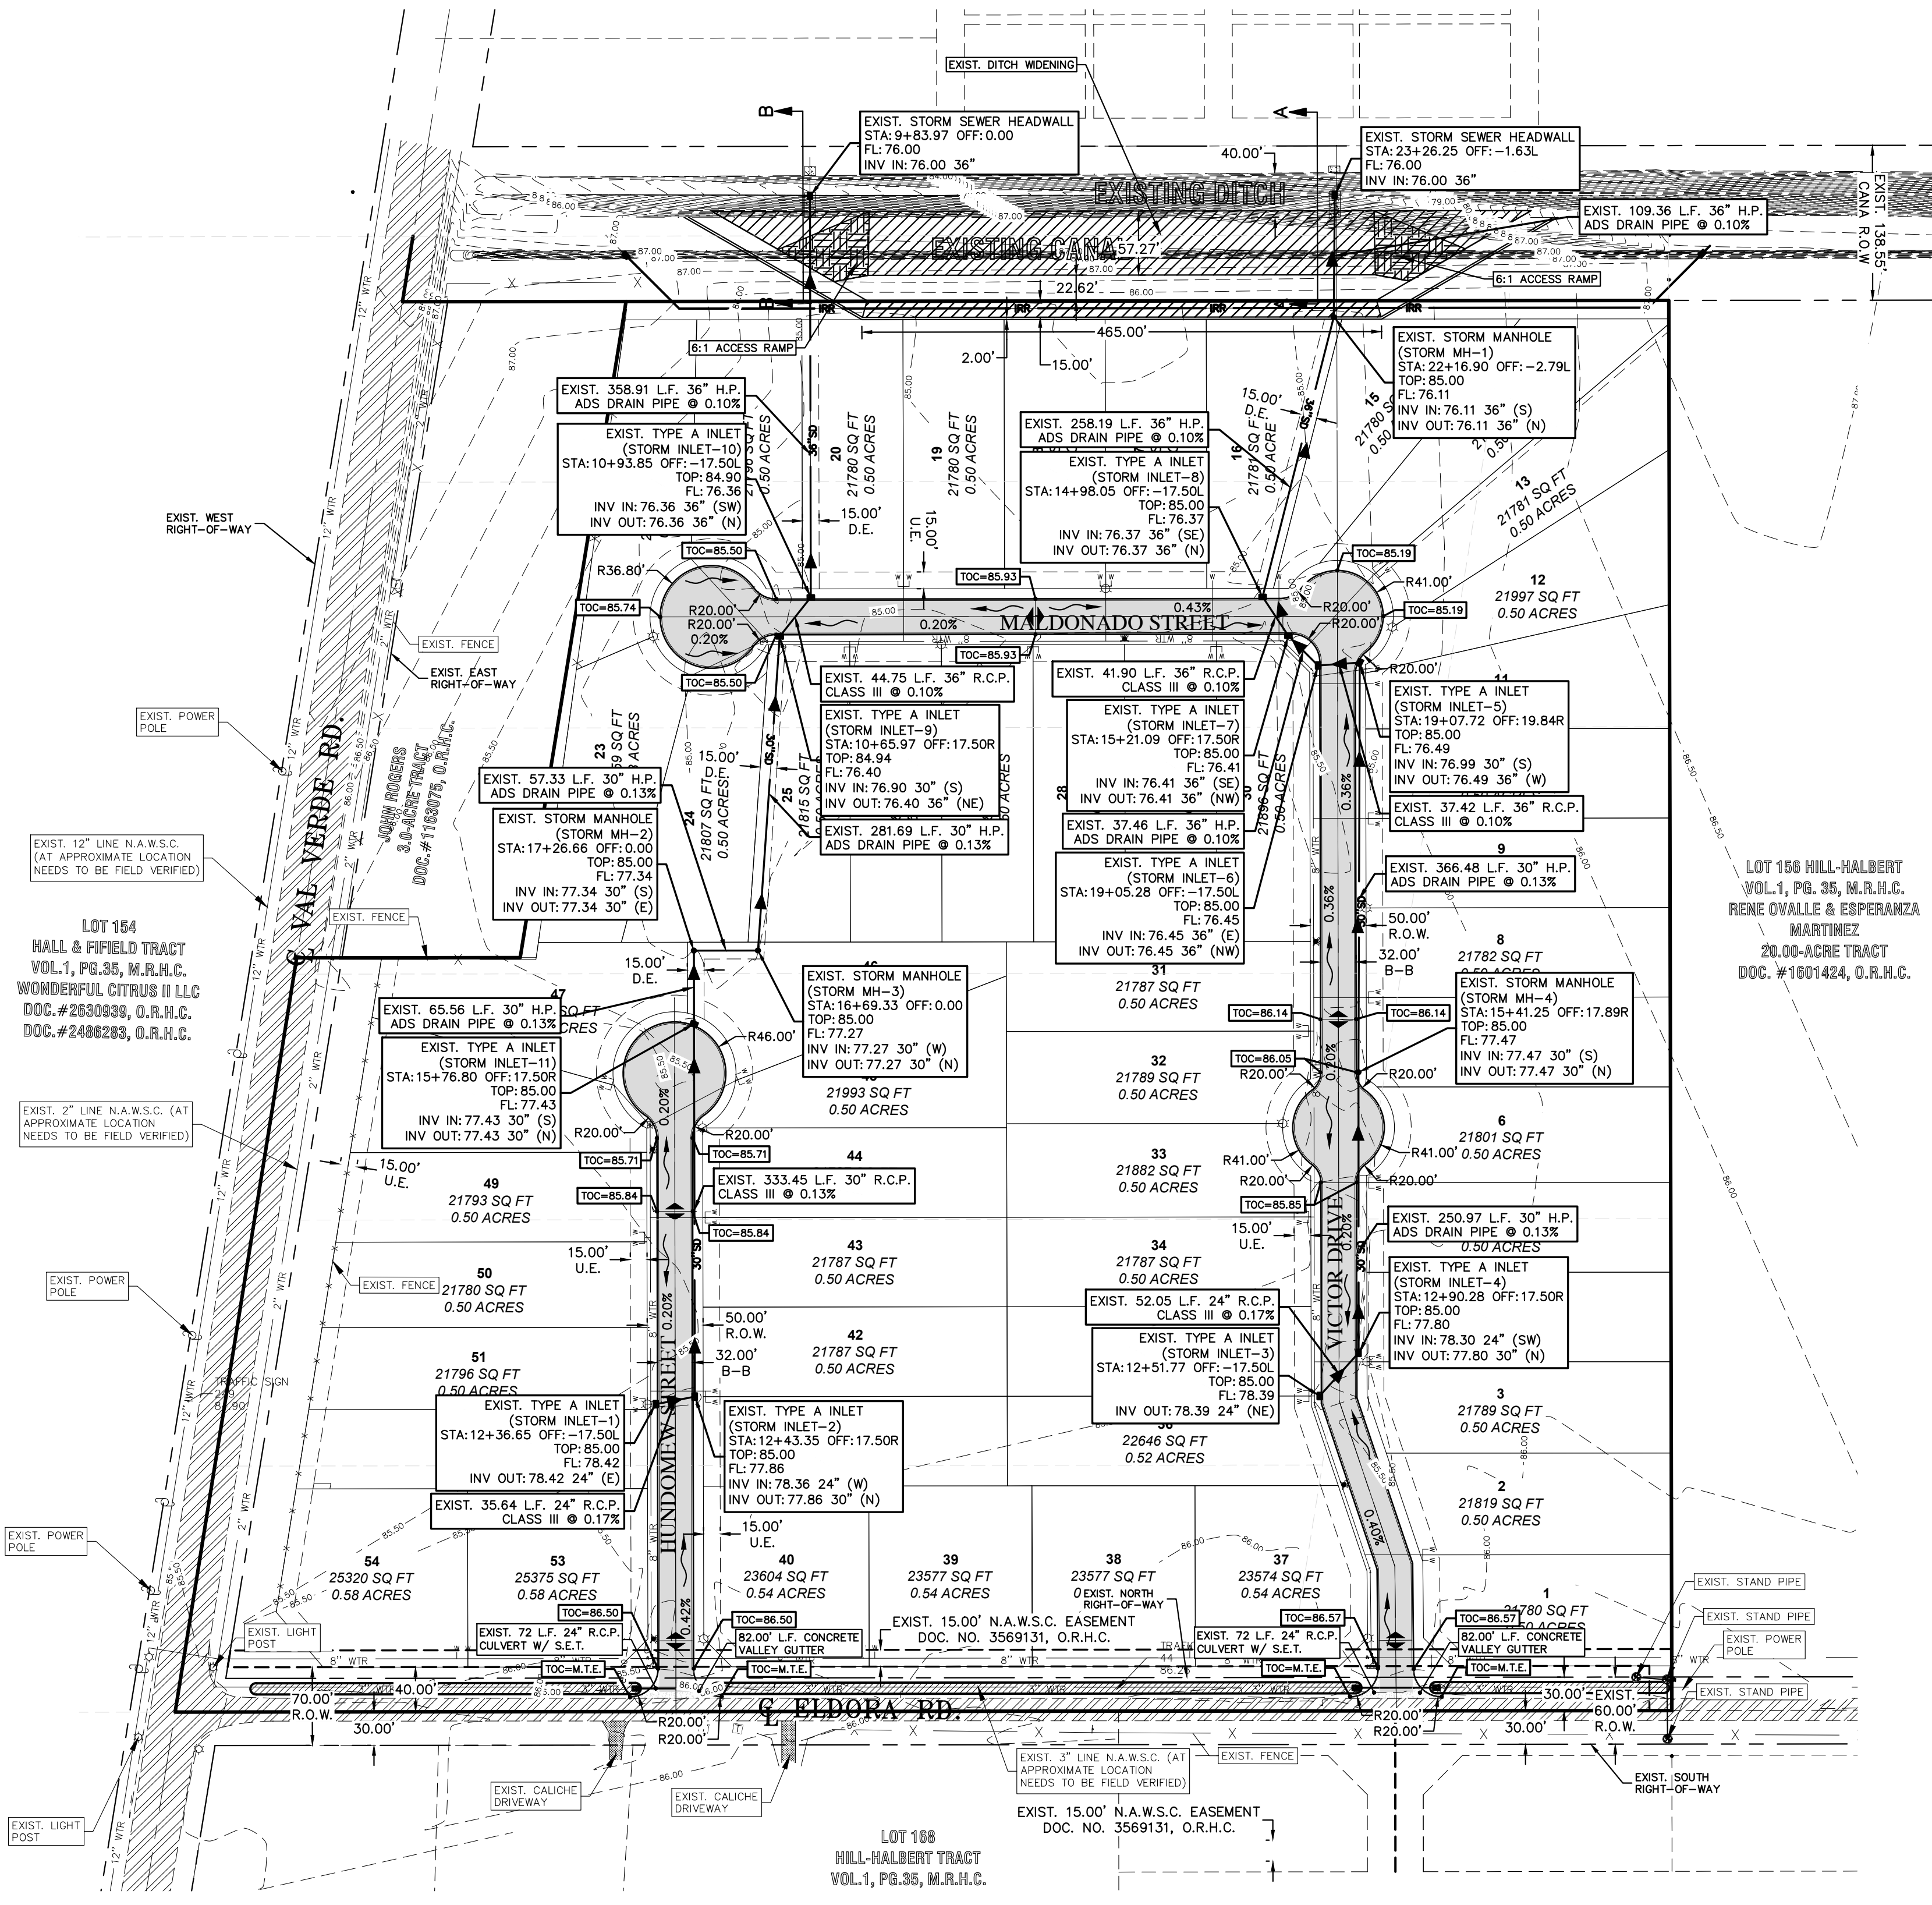 EXIST. DITCH WIDENING
B
A
EXIST. STORM SEWER HEADWALL
STA: 9+83.97 OFF: 0.00
FL: 76.00
INV IN: 76.00 36"
EXIST. STORM SEWER HEADWALL
STA: 23+26.25 OFF: -1.63L
FL: 76.00
INV IN: 76.00 36"
40.00'
EXIST. 138.55'
CANA R.O.W
EXISTING DITCH
EXISTING CANA
57.27'
EXIST. 109.36 L.F. 36" H.P.
ADS DRAIN PIPE @ 0.10%
6:1 ACCESS RAMP
22.62'
B
IRR
IRR
IRR
IRR
465.00'
6:1 ACCESS RAMP
2.00'
15.00'
EXIST. STORM MANHOLE
(STORM MH-1)
STA: 22+16.90 OFF: -2.79L
TOP: 85.00
FL: 76.11
INV IN: 76.11 36" (S)
INV OUT: 76.11 36" (N)
EXIST. 358.91 L.F. 36" H.P.
ADS DRAIN PIPE @ 0.10%
EXIST. TYPE A INLET
(STORM INLET-10)
STA: 10+93.85 OFF: -17.50L
TOP: 84.90
FL: 76.36
INV IN: 76.36 36" (SW)
INV OUT: 76.36 36" (N)
36"SD
20
21780 SQ FT
0.50 ACRES
19
21780 SQ FT
0.50 ACRES
EXIST. 258.19 L.F. 36" H.P.
ADS DRAIN PIPE @ 0.10%
EXIST. TYPE A INLET
(STORM INLET-8)
STA: 14+98.05 OFF: -17.50L
TOP: 85.00
FL: 76.37
INV IN: 76.37 36" (SE)
INV OUT: 76.37 36" (N)
16
21781 SQ FT
0.50 ACRE
15.00'
D.E.
36"SD
15
13
21781 SQ FT
0.50 ACRES
15.00'
D.E.
15.00'
U.E.
EXIST. WEST
RIGHT-OF-WAY
TOC=85.50
R36.80'
TOC=85.74
R20.00'
R20.00'
0.20%
TOC=85.50
TOC=85.93
0.20%
MALDONADO STREET
0.43%
TOC=85.93
TOC=85.19
R41.00'
R20.00'
R20.00'
TOC=85.19
R20.00'
12
21997 SQ FT
0.50 ACRES
EXIST. FENCE
EXIST. EAST
RIGHT-OF-WAY
EXIST. POWER
POLE
VAL VERDE RD.
JOHN ROGERS
3.0-ACRE TRACT
DOC.#1163075, O.R.H.C.
EXIST. 44.75 L.F. 36" R.C.P.
CLASS III @ 0.10%
EXIST. TYPE A INLET
(STORM INLET-9)
STA: 10+65.97 OFF: 17.50R
TOP: 84.94
FL: 76.40
INV IN: 76.90 30" (S)
INV OUT: 76.40 36" (NE)
EXIST. 281.69 L.F. 30" H.P.
ADS DRAIN PIPE @ 0.13%
EXIST. 41.90 L.F. 36" R.C.P.
CLASS III @ 0.10%
EXIST. TYPE A INLET
(STORM INLET-7)
STA: 15+21.09 OFF: 17.50R
TOP: 85.00
FL: 76.41
INV IN: 76.41 36" (SE)
INV OUT: 76.41 36" (NW)
EXIST. 37.46 L.F. 36" H.P.
ADS DRAIN PIPE @ 0.10%
EXIST. TYPE A INLET
(STORM INLET-6)
STA: 19+05.28 OFF: -17.50L
TOP: 85.00
FL: 76.45
INV IN: 76.45 36" (E)
INV OUT: 76.45 36" (NW)
11
EXIST. TYPE A INLET
(STORM INLET-5)
STA: 19+07.72 OFF: 19.84R
TOP: 85.00
FL: 76.49
INV IN: 76.99 30" (S)
INV OUT: 76.49 36" (W)
EXIST. 37.42 L.F. 36" R.C.P.
CLASS III @ 0.10%
9
EXIST. 366.48 L.F. 30" H.P.
ADS DRAIN PIPE @ 0.13%
23
24
21807 SQ FT
0.50 ACRES
15.00'
30"SD
25
21815 SQ FT
28
21896 SQ FT
0.50 ACRES
0.36%
0.36%
EXIST. 57.33 L.F. 30" H.P.
ADS DRAIN PIPE @ 0.13%
EXIST. STORM MANHOLE
(STORM MH-2)
STA: 17+26.66 OFF: 0.00
TOP: 85.00
FL: 77.34
INV IN: 77.34 30" (S)
INV OUT: 77.34 30" (E)
EXIST. 12" LINE N.A.W.S.C.
(AT APPROXIMATE LOCATION
NEEDS TO BE FIELD VERIFIED)
LOT 154
HALL & FIFIELD TRACT
VOL.1, PG.35, M.R.H.C.
WONDERFUL CITRUS II LLC
DOC.#2630939, O.R.H.C.
DOC.#2486283, O.R.H.C.
EXIST. FENCE
LOT 156 HILL-HALBERT
VOL.1, PG. 35, M.R.H.C.
RENE OVALLE & ESPERANZA
MARTINEZ
20.00-ACRE TRACT
DOC. #1601424, O.R.H.C.
30"SD
50.00'
R.O.W.
32.00'
B-B
8
21782 SQ FT
15.00'
D.E.
EXIST. STORM MANHOLE
(STORM MH-3)
STA: 16+69.33 OFF: 0.00
TOP: 85.00
FL: 77.27
INV IN: 77.27 30" (W)
INV OUT: 77.27 30" (N)
31
21787 SQ FT
0.50 ACRES
EXIST. STORM MANHOLE
(STORM MH-4)
STA: 15+41.25 OFF: 17.89R
TOP: 85.00
FL: 77.47
INV IN: 77.47 30" (S)
INV OUT: 77.47 30" (N)
47
EXIST. 65.56 L.F. 30" H.P.
ADS DRAIN PIPE @ 0.13%
EXIST. TYPE A INLET
(STORM INLET-11)
STA: 15+76.80 OFF: 17.50R
TOP: 85.00
FL: 77.43
INV IN: 77.43 30" (S)
INV OUT: 77.43 30" (N)
R46.00'
TOC=86.14
TOC=86.14
TOC=86.05
0.20%
R20.00'
R20.00'
21993 SQ FT
0.50 ACRES
32
21789 SQ FT
0.50 ACRES
EXIST. 2" LINE N.A.W.S.C. (AT
APPROXIMATE LOCATION
NEEDS TO BE FIELD VERIFIED)
0.20%
R20.00'
R20.00'
TOC=85.71
TOC=85.71
6
21801 SQ FT
0.50 ACRES
R41.00'
R41.00'
R20.00'
R20.00'
15.00'
U.E.
49
21793 SQ FT
0.50 ACRES
TOC=85.84
44
EXIST. 333.45 L.F. 30" R.C.P.
CLASS III @ 0.13%
TOC=85.84
33
21882 SQ FT
0.50 ACRES
TOC=85.85
15.00'
U.E.
0.20%
EXIST. 250.97 L.F. 30" H.P.
ADS DRAIN PIPE @ 0.13%
0.50 ACRES
15.00'
U.E.
30"SD
43
21787 SQ FT
0.50 ACRES
34
21787 SQ FT
0.50 ACRES
VICTOR DRIVE
30"SD
EXIST. TYPE A INLET
(STORM INLET-4)
STA: 12+90.28 OFF: 17.50R
TOP: 85.00
FL: 77.80
INV IN: 78.30 24" (SW)
INV OUT: 77.80 30" (N)
EXIST. POWER
POLE
EXIST. FENCE
50
21780 SQ FT
0.50 ACRES
0.20%
50.00'
R.O.W.
32.00'
B-B
42
21787 SQ FT
0.50 ACRES
EXIST. 52.05 L.F. 24" R.C.P.
CLASS III @ 0.17%
EXIST. TYPE A INLET
(STORM INLET-3)
STA: 12+51.77 OFF: -17.50L
TOP: 85.00
FL: 78.39
INV OUT: 78.39 24" (NE)
51
21796 SQ FT
0.50 ACRES
TRAFFIC SIGN
EXIST. TYPE A INLET
(STORM INLET-1)
STA: 12+36.65 OFF: -17.50L
TOP: 85.00
FL: 78.42
INV OUT: 78.42 24" (E)
EXIST. 35.64 L.F. 24" R.C.P.
CLASS III @ 0.17%
HUNDOMEW STREET
EXIST. TYPE A INLET
(STORM INLET-2)
STA: 12+43.35 OFF: 17.50R
TOP: 85.00
FL: 77.86
INV IN: 78.36 24" (W)
INV OUT: 77.86 30" (N)
22646 SQ FT
0.52 ACRES
3
21789 SQ FT
0.50 ACRES
2
21819 SQ FT
0.50 ACRES
EXIST. POWER
POLE
15.00'
U.E.
0.40%
54
25320 SQ FT
0.58 ACRES
53
25375 SQ FT
0.58 ACRES
40
23604 SQ FT
0.54 ACRES
39
23577 SQ FT
0.54 ACRES
38
23577 SQ FT
37
23574 SQ FT
0.54 ACRES
1
21780 SQ FT
EXIST. NORTH
RIGHT-OF-WAY
EXIST. STAND PIPE
EXIST. STAND PIPE
EXIST. POWER
POLE
EXIST. STAND PIPE
EXIST. LIGHT
POST
TOC=86.50
EXIST. 72 L.F. 24" R.C.P.
CULVERT W/ S.E.T.
TOC=M.T.E.
0.42%
TOC=86.50
82.00' L.F. CONCRETE
VALLEY GUTTER
TOC=M.T.E.
EXIST. 15.00' N.A.W.S.C. EASEMENT
DOC. NO. 3569131, O.R.H.C.
TOC=86.57
EXIST. 72 L.F. 24" R.C.P.
CULVERT W/ S.E.T.
TOC=M.T.E.
TOC=86.57
82.00' L.F. CONCRETE
VALLEY GUTTER
TOC=M.T.E.
70.00'
R.O.W.
40.00'
30.00'
ELDORA RD.
R20.00'
R20.00'
R20.00'
R20.00'
30.00'
30.00'
EXIST.
60.00'
R.O.W.
EXIST. SOUTH
RIGHT-OF-WAY
EXIST. CALICHE
DRIVEWAY
EXIST. CALICHE
DRIVEWAY
EXIST. 3" LINE N.A.W.S.C. (AT
APPROXIMATE LOCATION
NEEDS TO BE FIELD VERIFIED)
EXIST. FENCE
EXIST. LIGHT
POST
EXIST. 15.00' N.A.W.S.C. EASEMENT
DOC. NO. 3569131, O.R.H.C.
LOT 168
HILL-HALBERT TRACT
VOL.1, PG.35, M.R.H.C.